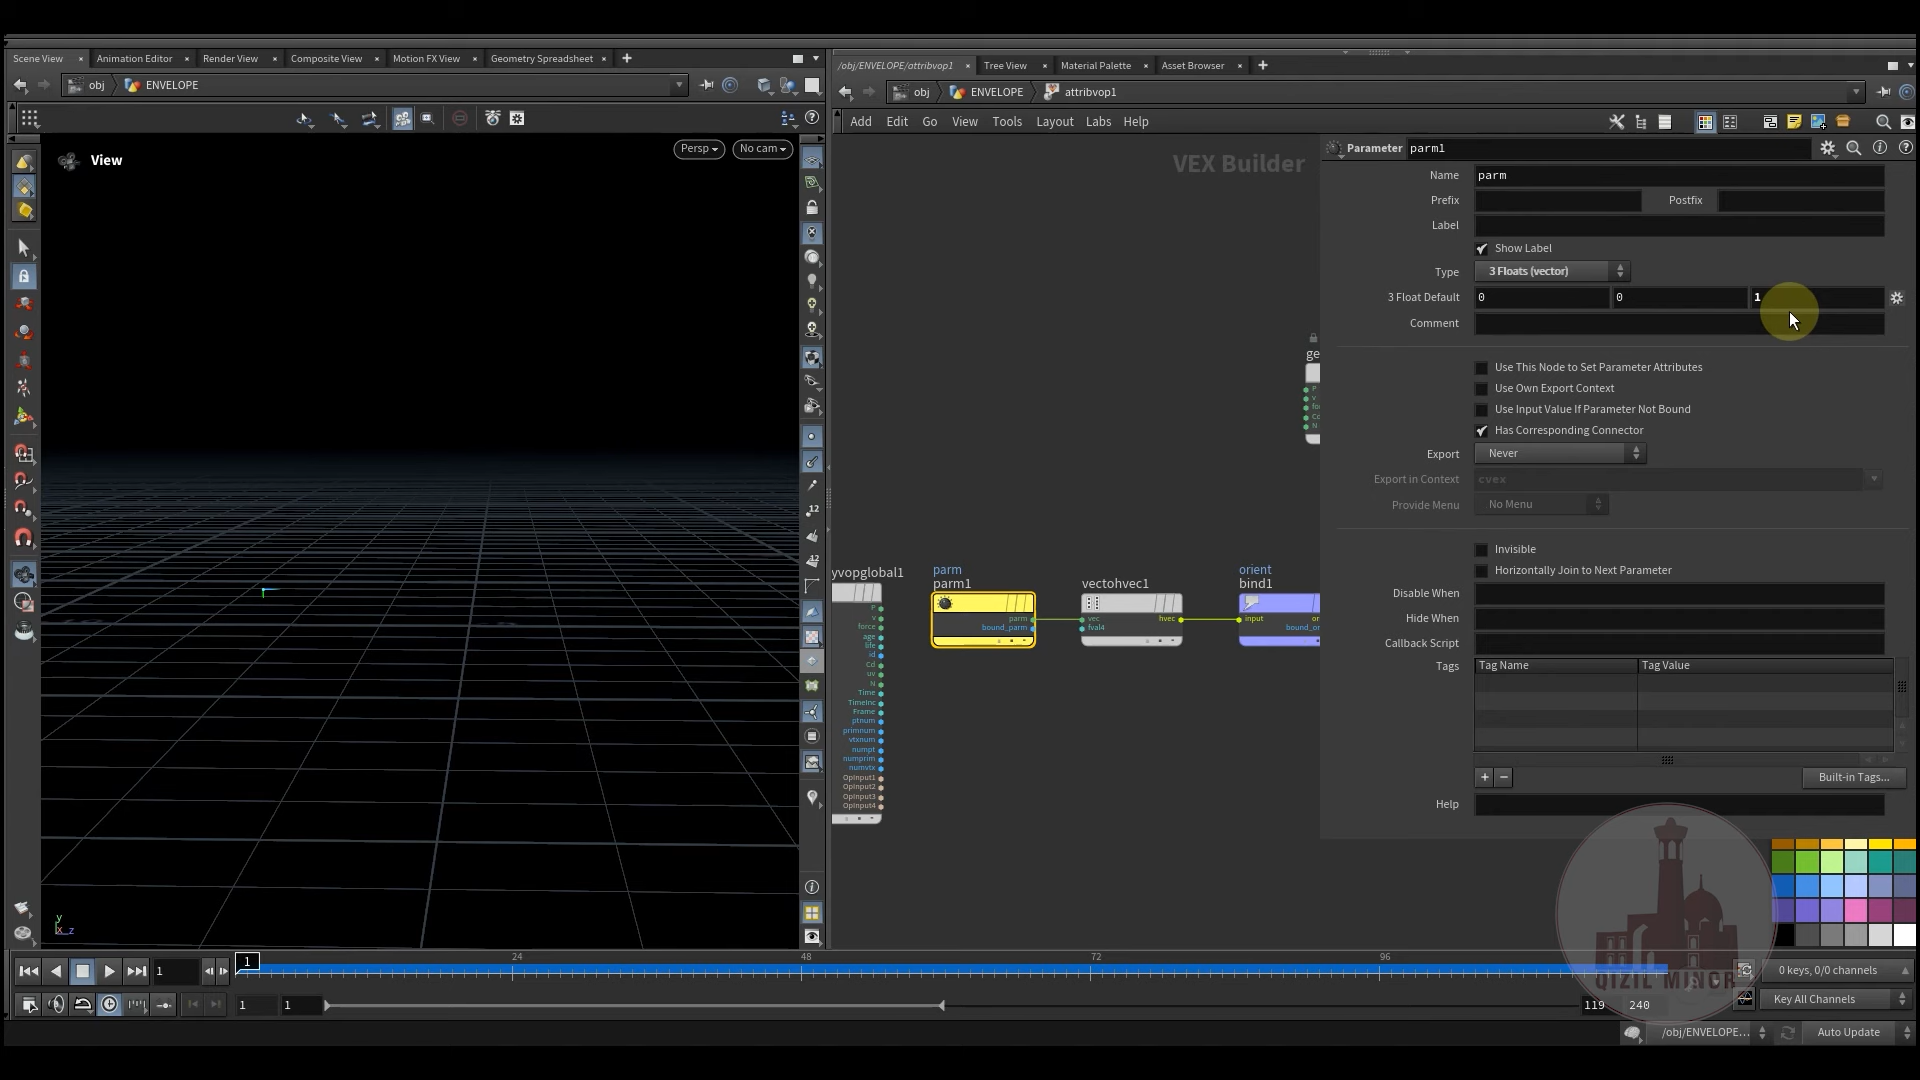 Scene View
Animation Editor
Render View
Composite View
Motion FX View
Geometry Spreadsheet
/obj/ENVELOPE/attribvop1
Tree View
Material Palette
Asset Browser
obj
ENVELOPE
obj
ENVELOPE
attribvop1
Add
Edit
Go
View
Tools
Layout
Labs
Help
View
Persp
No cam
VEX Builder
Parameter
parm1
Name
parm
Prefix
Postfix
Label
Show Label
Type
3 Floats (vector)
3 Float Default
0
0
1
Comment
Use This Node to Set Parameter Attributes
Use Own Export Context
Use Input Value If Parameter Not Bound
Has Corresponding Connector
Export
Never
Export in Context
cvex
Provide Menu
No Menu
Invisible
Horizontally Join to Next Parameter
Disable When
Hide When
Callback Script
Tags
Tag Name
Tag Value
Built-in Tags...
Help
ge
P
v
fo
Cd
N
yvopglobal1
P
v
force
age
life
id
Cd
uv
N
Time
TimeInc
Frame
ptnum
primnum
vtxnum
numpt
numprim
numvtx
OpInput1
OpInput2
OpInput3
OpInput4
parm
parm1
parm
bound_parm
vectohvec1
vec
fval4
hvec
orient
bind1
input
or
bound_or
12
12
y
x_z
1
1
24
48
72
96
1
1
119
240
0 keys, 0/0 channels
Key All Channels
/obj/ENVELOPE...
Auto Update
QIZIL MINOR